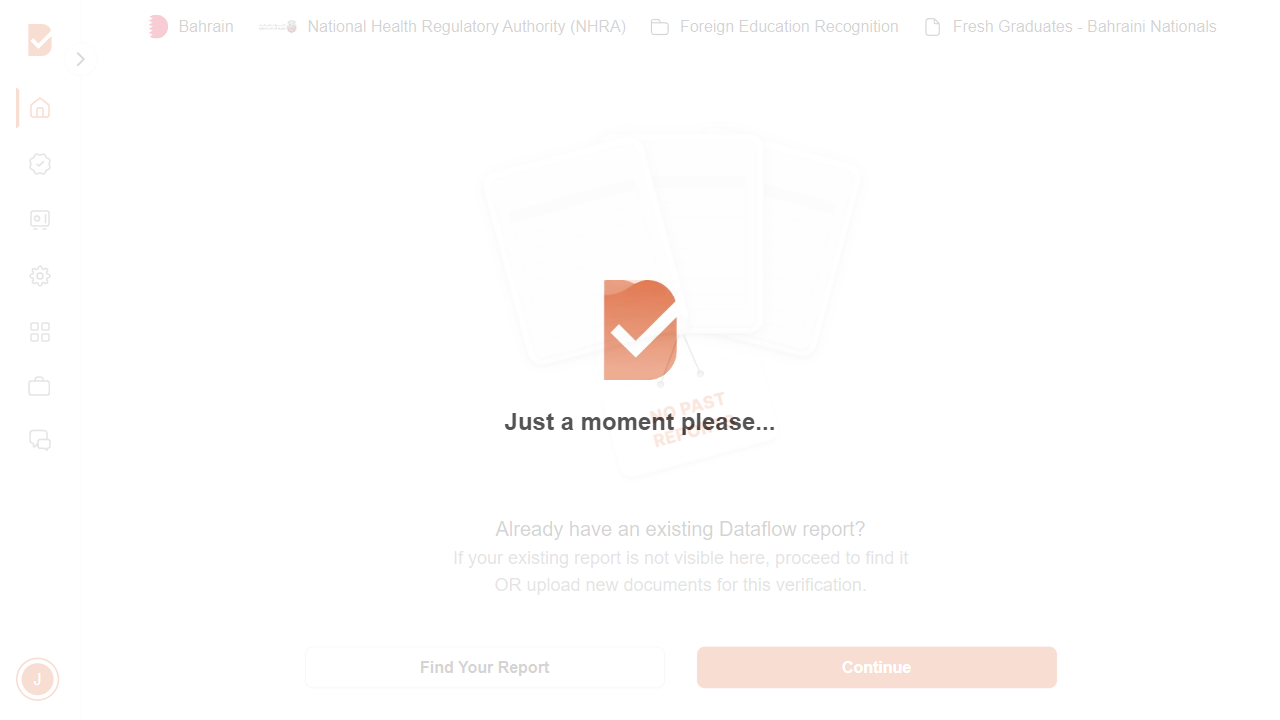 Bahrain
National Health Regulatory Authority (NHRA)
Foreign Education Recognition
Fresh Graduates - Bahraini Nationals
NO PAST
REPORTS
Just a moment please...
Already have an existing Dataflow report?
If your existing report is not visible here, proceed to find it
OR upload new documents for this verification.
Find Your Report
Continue
J